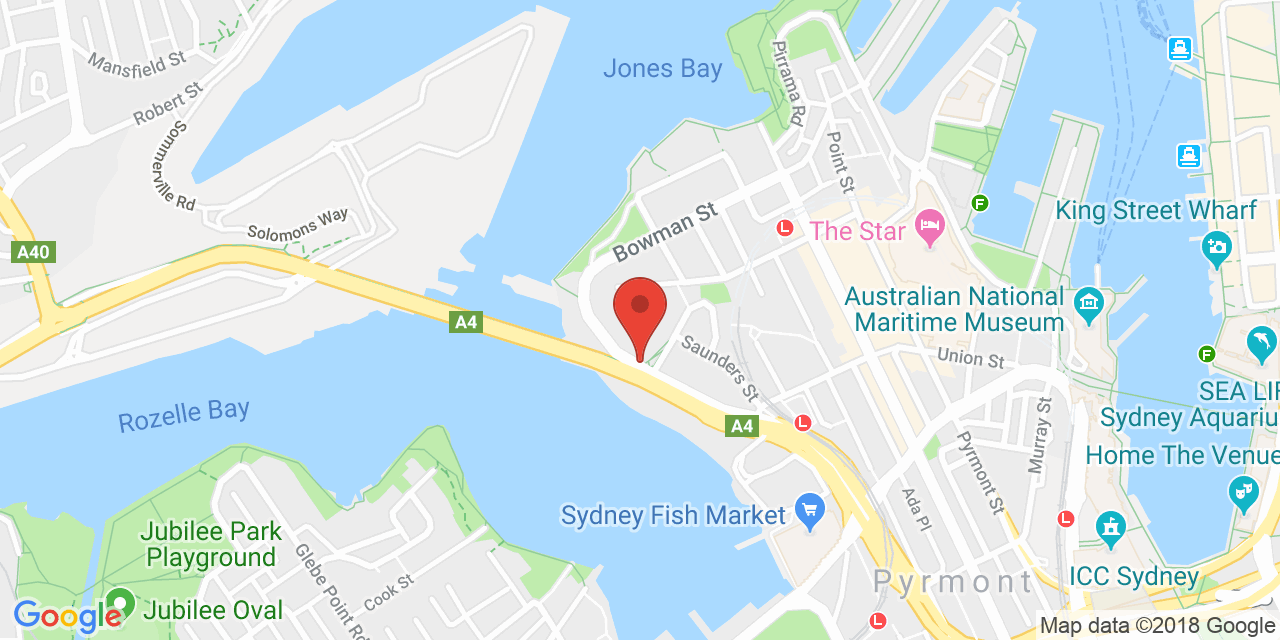 Mansfield St
Robert St
Sommerville Rd
Solomons Way
A40
Jones Bay
Pirrama Rd
Point St
Bowman St
L
The Star
F
King Street Wharf
Australian National
Maritime Museum
A4
Saunders St
Union St
F
SEA LIF
Sydney Aquariu
Murray St
Rozelle Bay
A4
L
Home The Venue
Pyrmont St
Ada Pl
Sydney Fish Market
L
ICC Sydney
Jubilee Park
Playground
Glebe Point Rd
Cook St
Pyrmont
Jubilee Oval
L
Google
Map data ©2018 Google